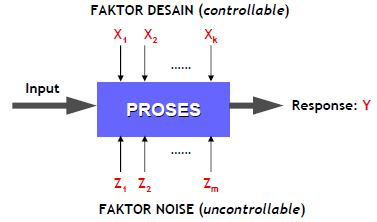 FAKTOR DESAIN (controllable)
X1 X2 Xk
......
Input
PROSES
Response: Y
......
Z1 Z2 Zm
FAKTOR NOISE (uncontrollable)